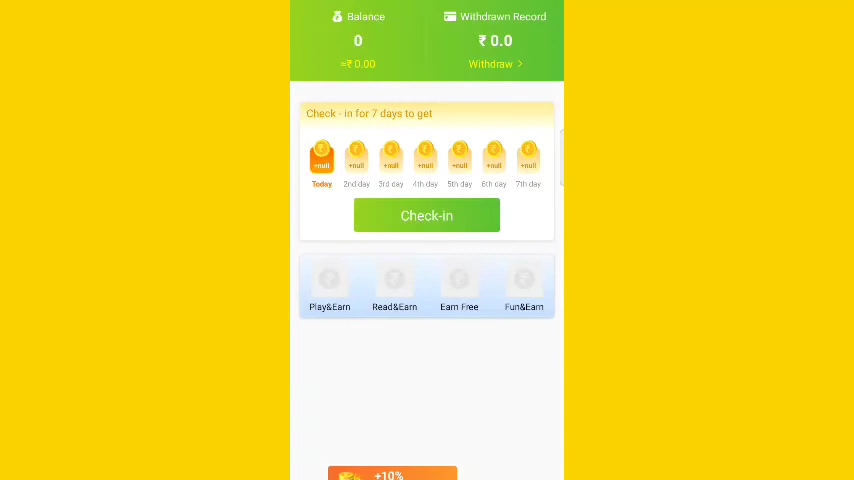 Balance
Withdrawn Record
0
₹ 0.0
=₹ 0.00
Withdraw >
Check - in for 7 days to get
+null +null +null +null +null +null +null
Today 2nd day 3rd day 4th day 5th day 6th day 7th day
Check-in
Play&Earn Read&Earn Earn Free Fun&Earn
+10%